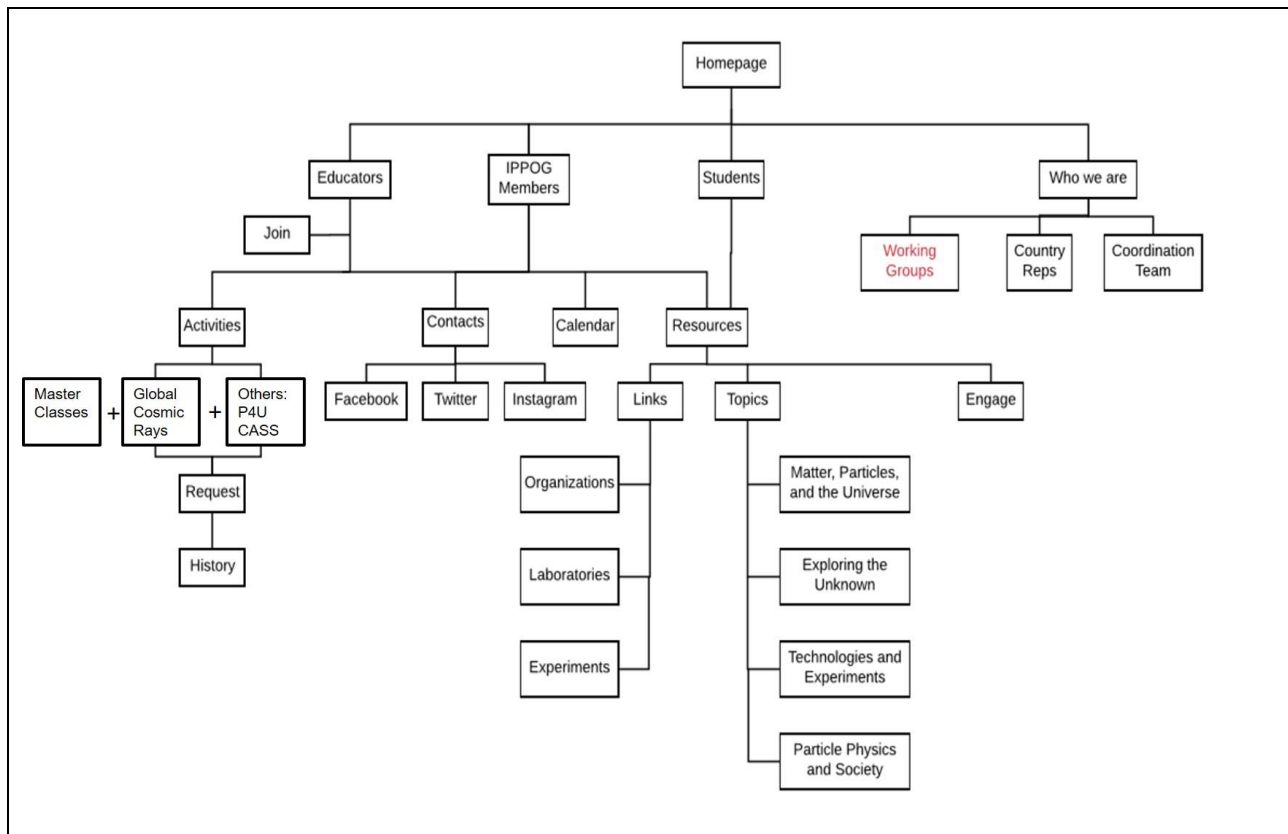 Homepage
Educators
IPPOG
Members
Students
Who we are
Join
Working
Groups
Country
Reps
Coordination
Team
Activities
Contacts
Calendar
Resources
Master
Classes
+
Global
Cosmic
Rays
+
Others:
P4U
CASS
Facebook
Twitter
Instagram
Links
Topics
Engage
Request
History
Organizations
Laboratories
Experiments
Matter, Particles,
and the Universe
Exploring the
Unknown
Technologies and
Experiments
Particle Physics
and Society